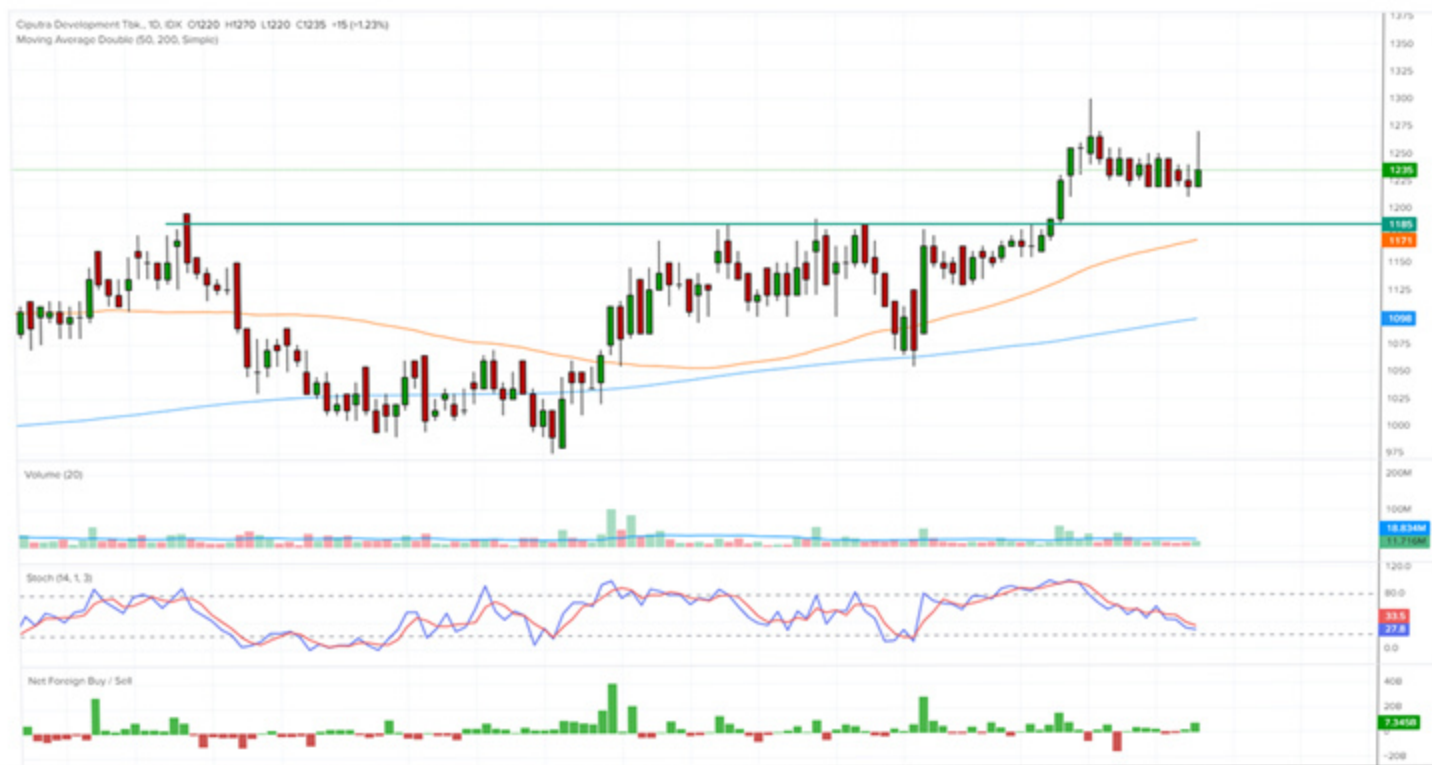 Ciputra Development Tbk., 1D, IDX O1220 H1270 L1220 C1235 +15 (+1.23%)
Moving Average Double (50, 200, Simple)
1375
1350
1325
1300
1275
1250
1235
1225
1200
1185
1171
1150
1125
1098
1075
1050
1025
1000
975
Volume (20)
200M
100M
18.834M
11.716M
Stoch (14, 1, 3)
120.0
80.0
33.5
27.8
0.0
Net Foreign Buy / Sell
40B
20B
7.345B
0
-20B